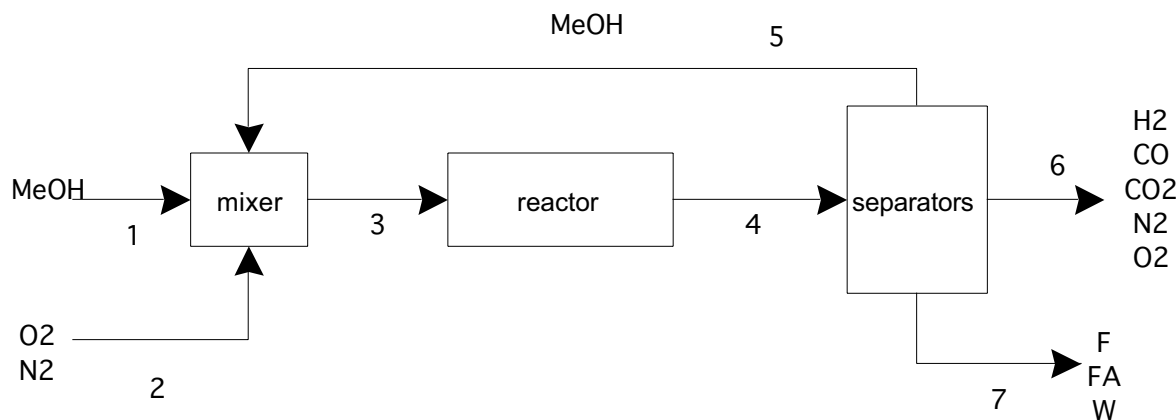 MeOH
5
H2
CO
CO2
N2
O2
6
MeOH
mixer
reactor
separators
1
3
4
O2
N2
2
F
FA
W
7